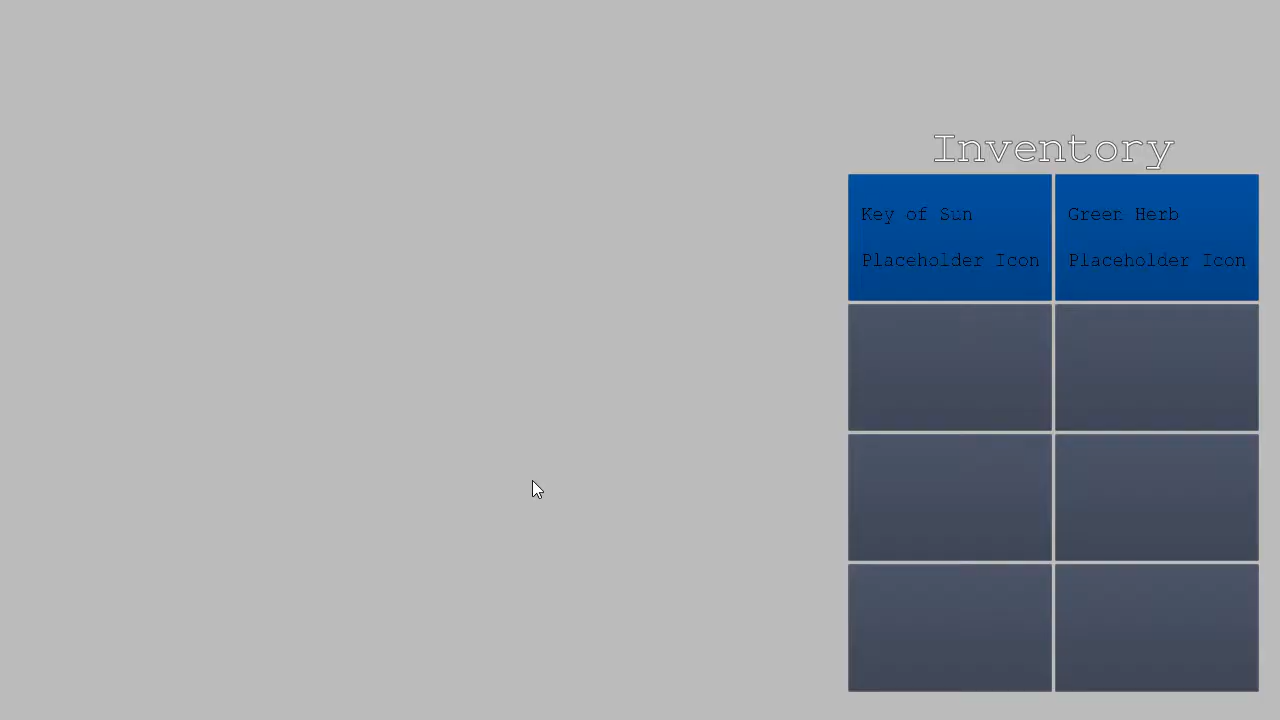 Inventory
Key of Sun
Green Herb
Placeholder Icon
Placeholder Icon